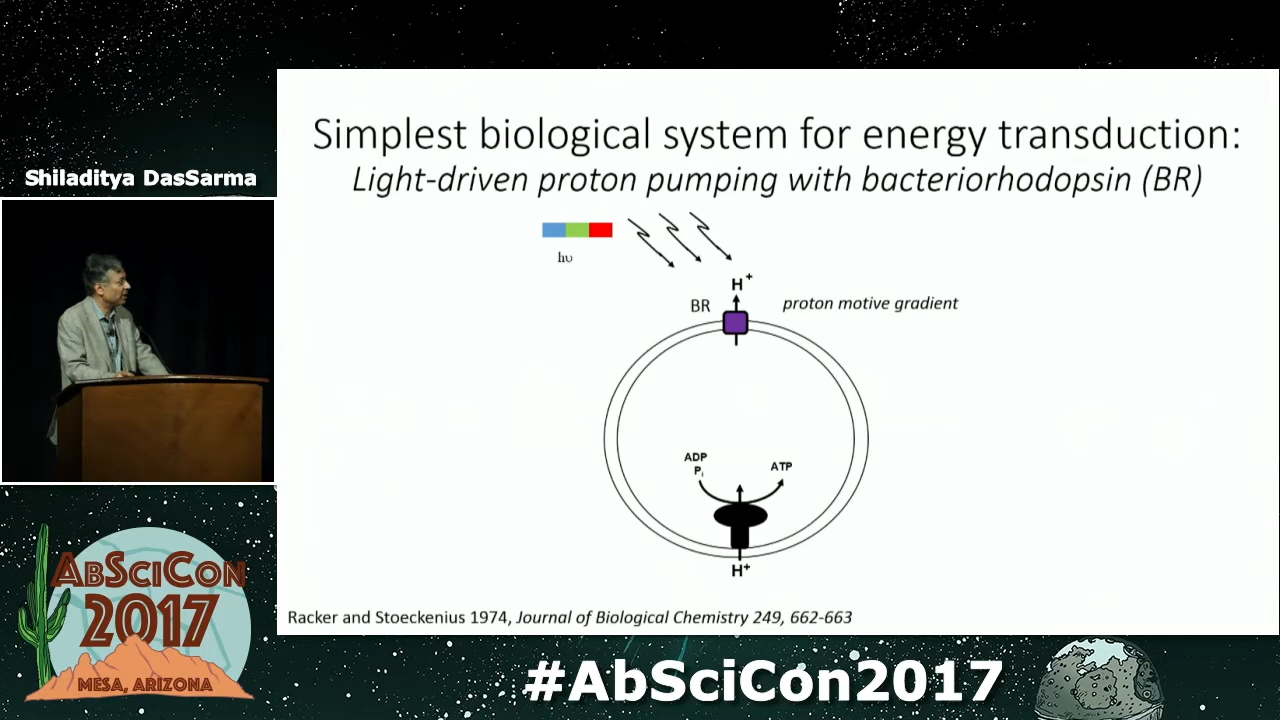 Simplest biological system for energy transduction:
Light-driven proton pumping with bacteriorhodopsin (BR)
Shiladitya DasSarma
hυ
H+
BR
proton motive gradient
ADP
Pi
ATP
H+
Racker and Stoeckenius 1974, Journal of Biological Chemistry 249, 662-663
ABSCICON
2017
MESA, ARIZONA
#AbSciCon2017